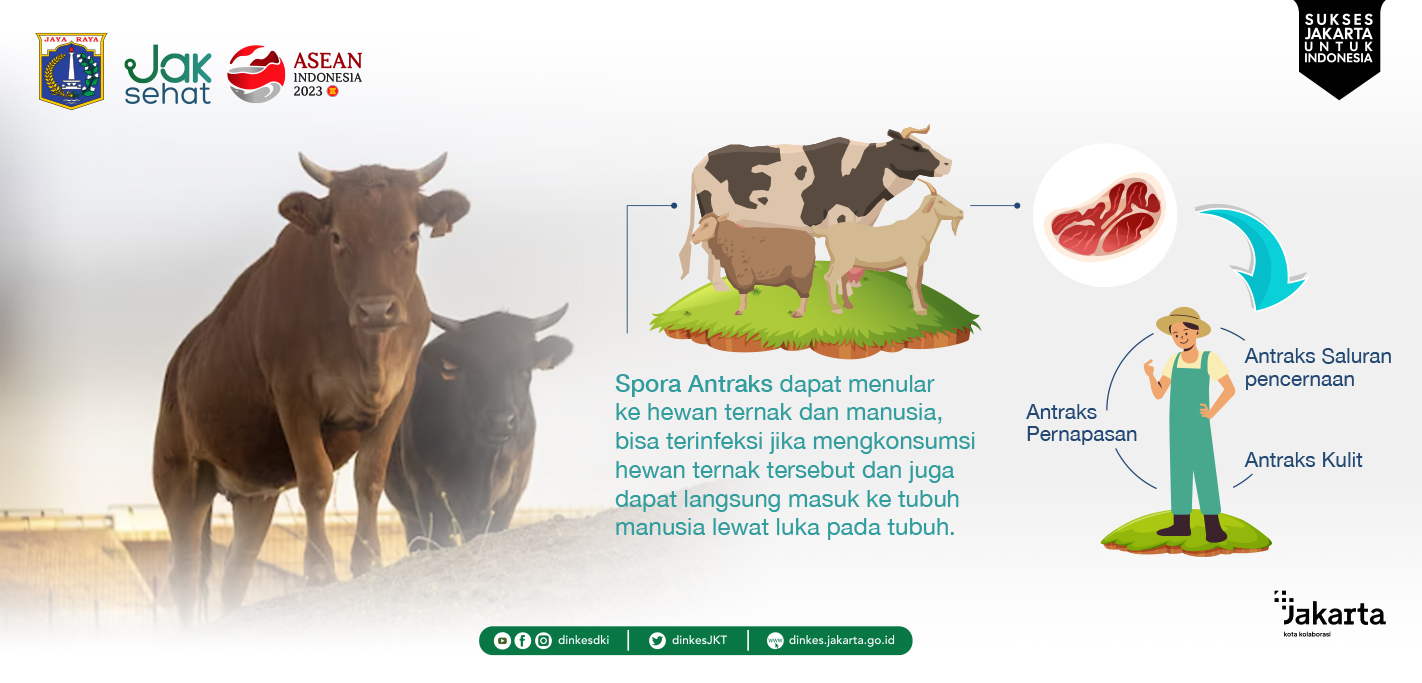 JAYA RAYA
Jak
sehat
ASEAN
INDONESIA
2023
SUKSES
JAKARTA
UNTUK
INDONESIA
Spora Antraks dapat menular
ke hewan ternak dan manusia,
bisa terinfeksi jika mengkonsumsi
hewan ternak tersebut dan juga
dapat langsung masuk ke tubuh
manusia lewat luka pada tubuh.
Antraks Saluran
pencernaan
Antraks
Pernapasan
Antraks Kulit
Jakarta
kota kolaborasi
dinkesdki
dinkesJKT
www
dinkes.jakarta.go.id